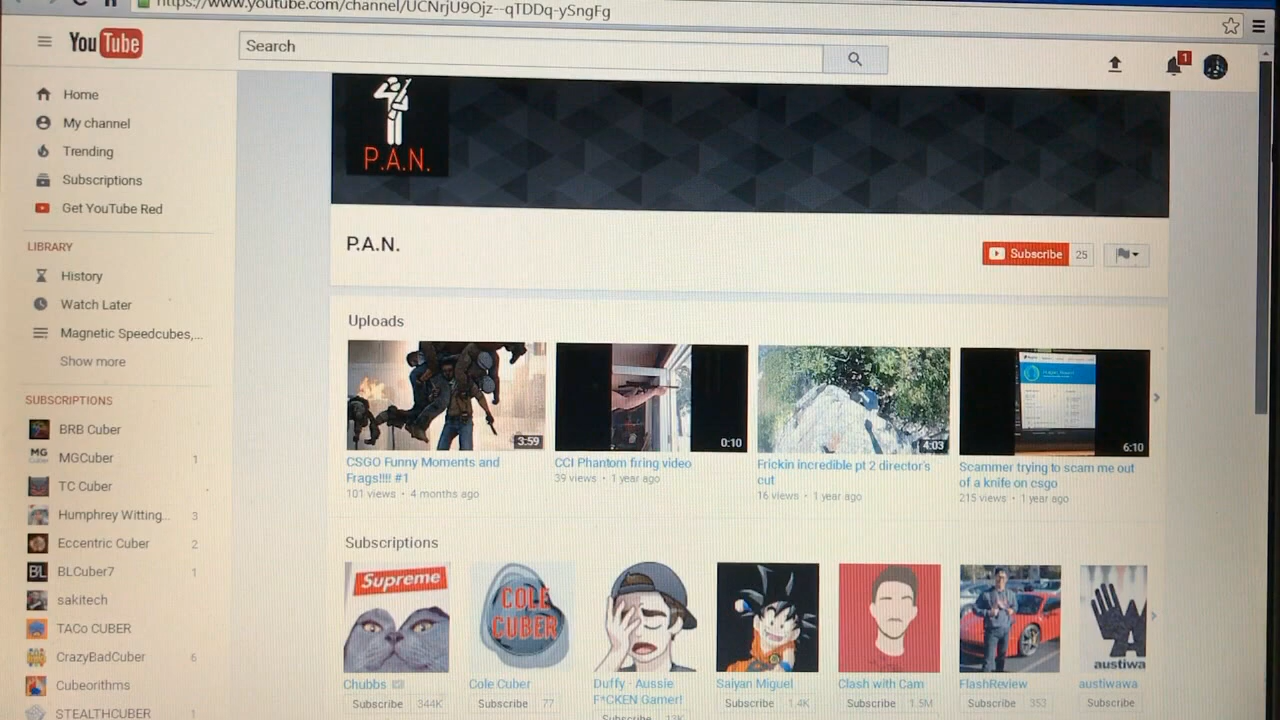 https://www.youtube.com/channel/UCNrjU9Ojz--qTDDq-ySngFg
YouTube
Search
1
Home
My channel
Trending
Subscriptions
Get YouTube Red
LIBRARY
History
Watch Later
Magnetic Speedcubes,...
Show more
SUBSCRIPTIONS
BRB Cuber
MG
MGCuber 1
TC Cuber
Humphrey Witting... 3
Eccentric Cuber 2
BL
BLCuber7 1
sakitech
TACo CUBER
CrazyBadCuber 6
Cubeorithms
STEALTHCUBER 1
P.A.N.
P.A.N.
Subscribe 25
Uploads
3:59
0:10
4:03
6:10
CSGO Funny Moments and
Frags!!!! #1
101 views • 4 months ago
CCI Phantom firing video
39 views • 1 year ago
Frickin incredible pt 2 director's
cut
16 views • 1 year ago
Scammer trying to scam me out
of a knife on csgo
215 views • 1 year ago
Subscriptions
Supreme
COLE
CUBER
WA
austiwa
Chubbs
Subscribe 344K
Cole Cuber
Subscribe 77
Duffy - Aussie
F*CKEN Gamer!
Subscribe 13K
Saiyan Miguel
Subscribe 1.4K
Clash with Cam
Subscribe 1.5M
FlashReview
Subscribe 353
austiwawa
Subscribe